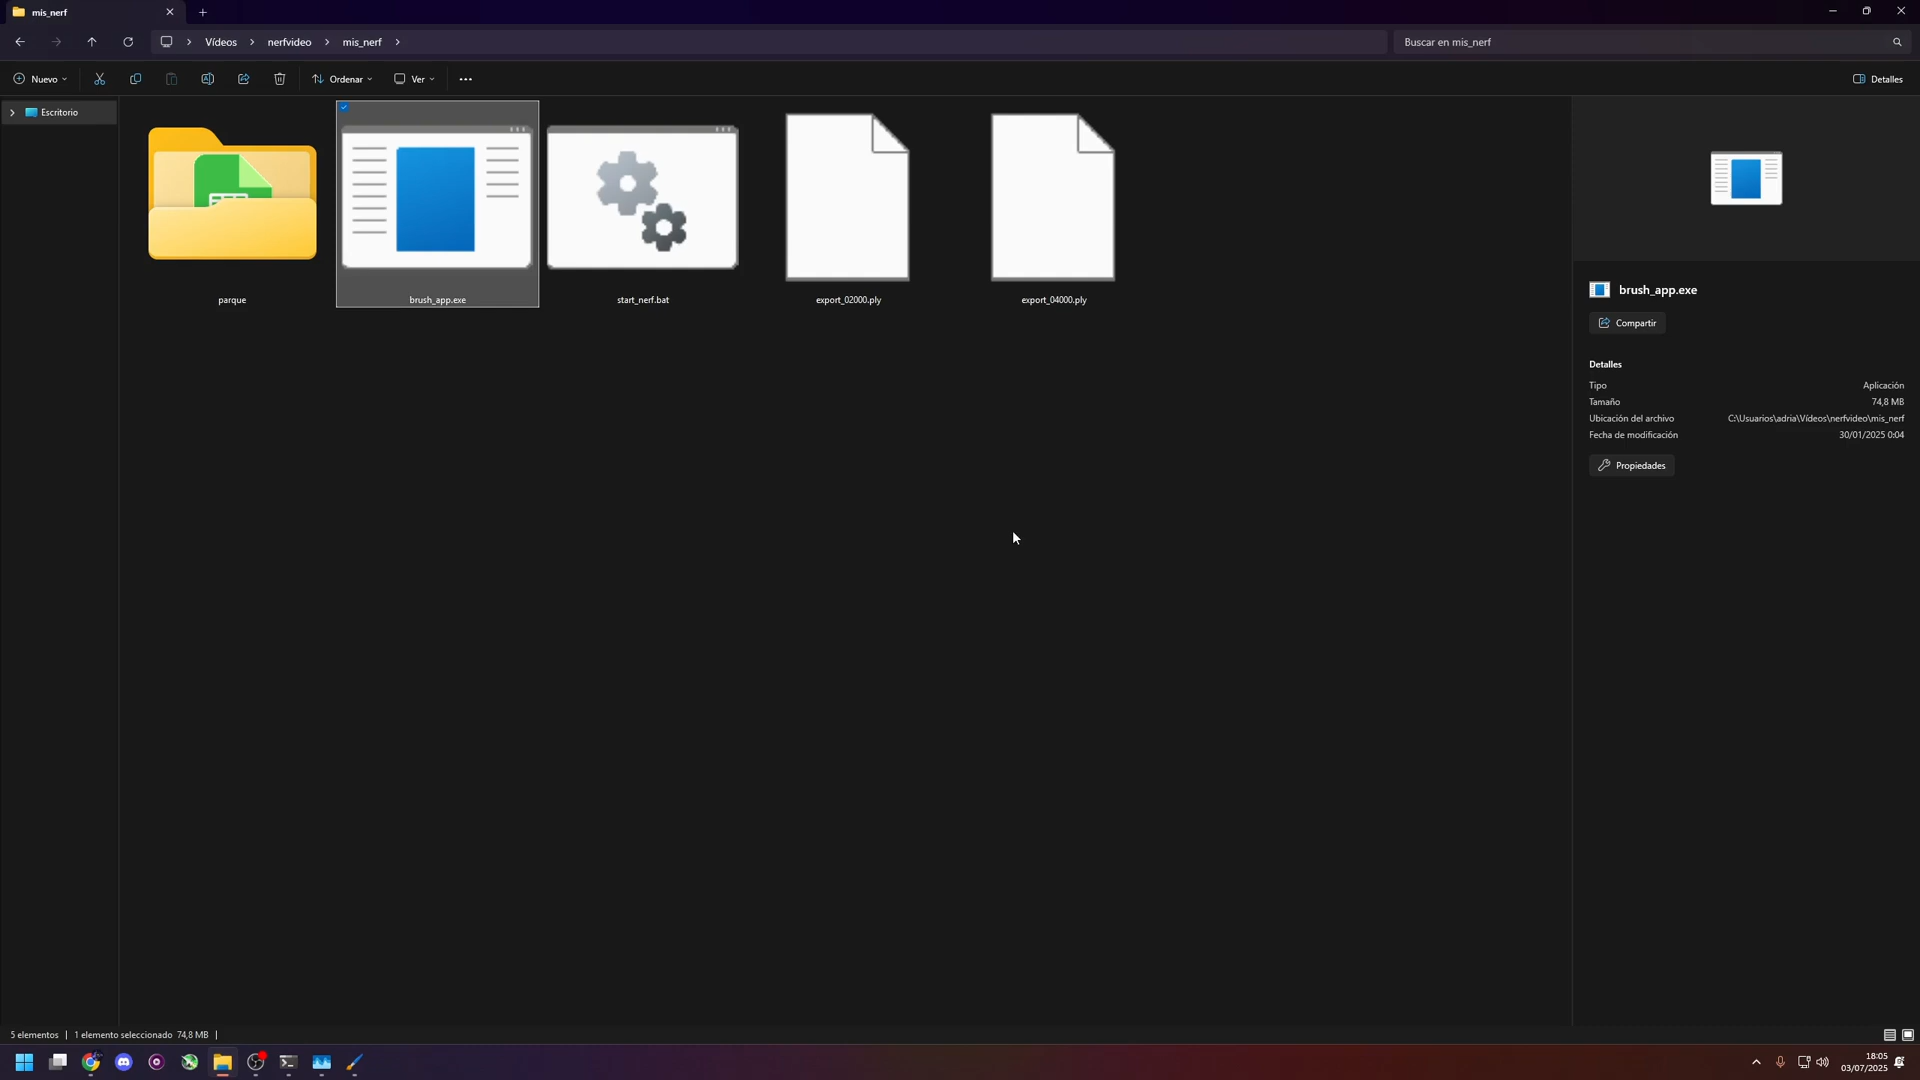 mis_nerf
Vídeos
nerfvideo
mis_nerf
Buscar en mis_nerf
Nuevo
Ordenar
Ver
Detalles
Escritorio
parque
brush_app.exe
start_nerf.bat
export_02000.ply
export_04000.ply
brush_app.exe
Compartir
Detalles
Tipo Aplicación
Tamaño 74,8 MB
Ubicación del archivo C:\Usuarios\adria\Vídeos\nerfvideo\mis_nerf
Fecha de modificación 30/01/2025 0:04
Propiedades
5 elementos | 1 elemento seleccionado 74,8 MB |
18:05
03/07/2025